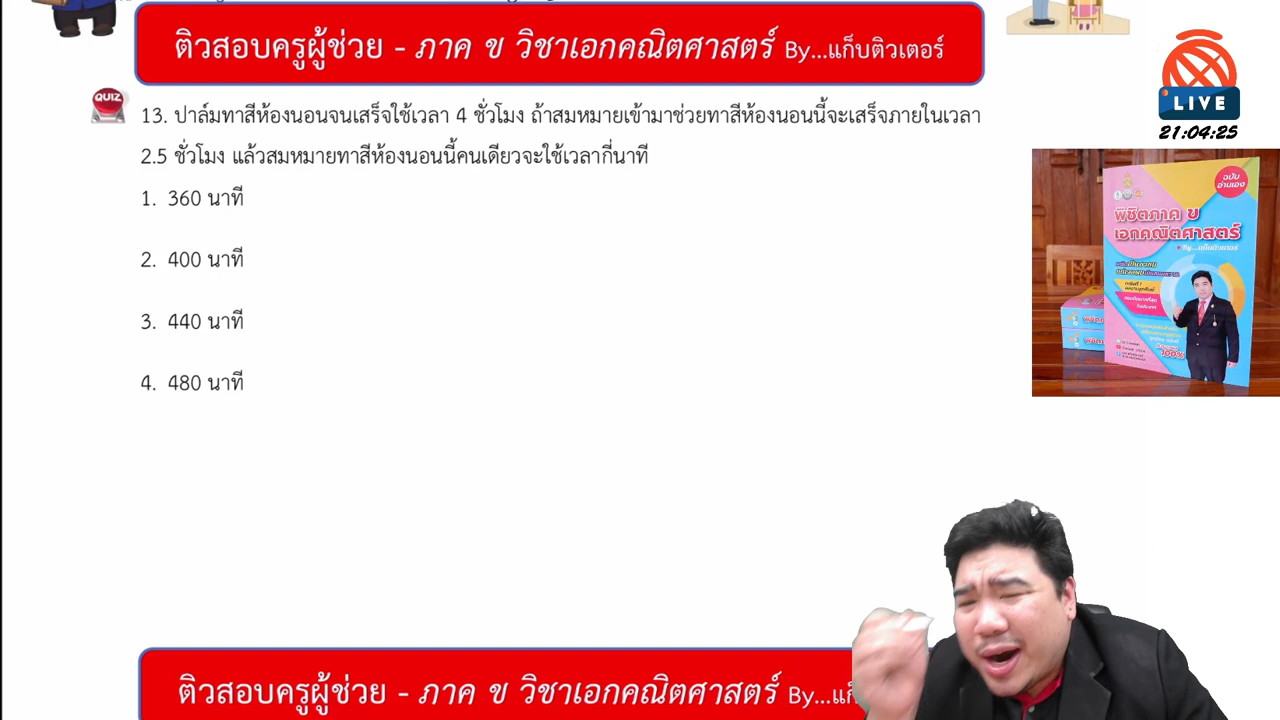 ติวสอบครูผู้ช่วย - ภาค ข วิชาเอกคณิตศาสตร์ By...แก็บติวเตอร์
QUIZ
13. ปาล์มทาสีห้องนอนจนเสร็จใช้เวลา 4 ชั่วโมง ถ้าสมหมายเข้ามาช่วยทาสีห้องนอนนี้จะเสร็จภายในเวลา
2.5 ชั่วโมง แล้วสมหมายทาสีห้องนอนนี้คนเดียวจะใช้เวลากี่นาที
1. 360 นาที
2. 400 นาที
3. 440 นาที
4. 480 นาที
LIVE
21:04:25
ฉบับ
อ่านเอง
พิชิตภาค ข
เอกคณิตศาสตร์
By...แก็บติวเตอร์
100%
ติวสอบครูผู้ช่วย - ภาค ข วิชาเอกคณิตศาสตร์ By...แก็